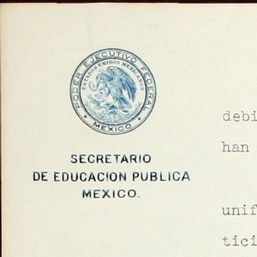 PODER EJECUTIVO FEDERAL
ESTADOS UNIDOS MEXICANOS
MEXICO
SECRETARIO
DE EDUCACION PUBLICA
MEXICO.
debi
han
unif
tici